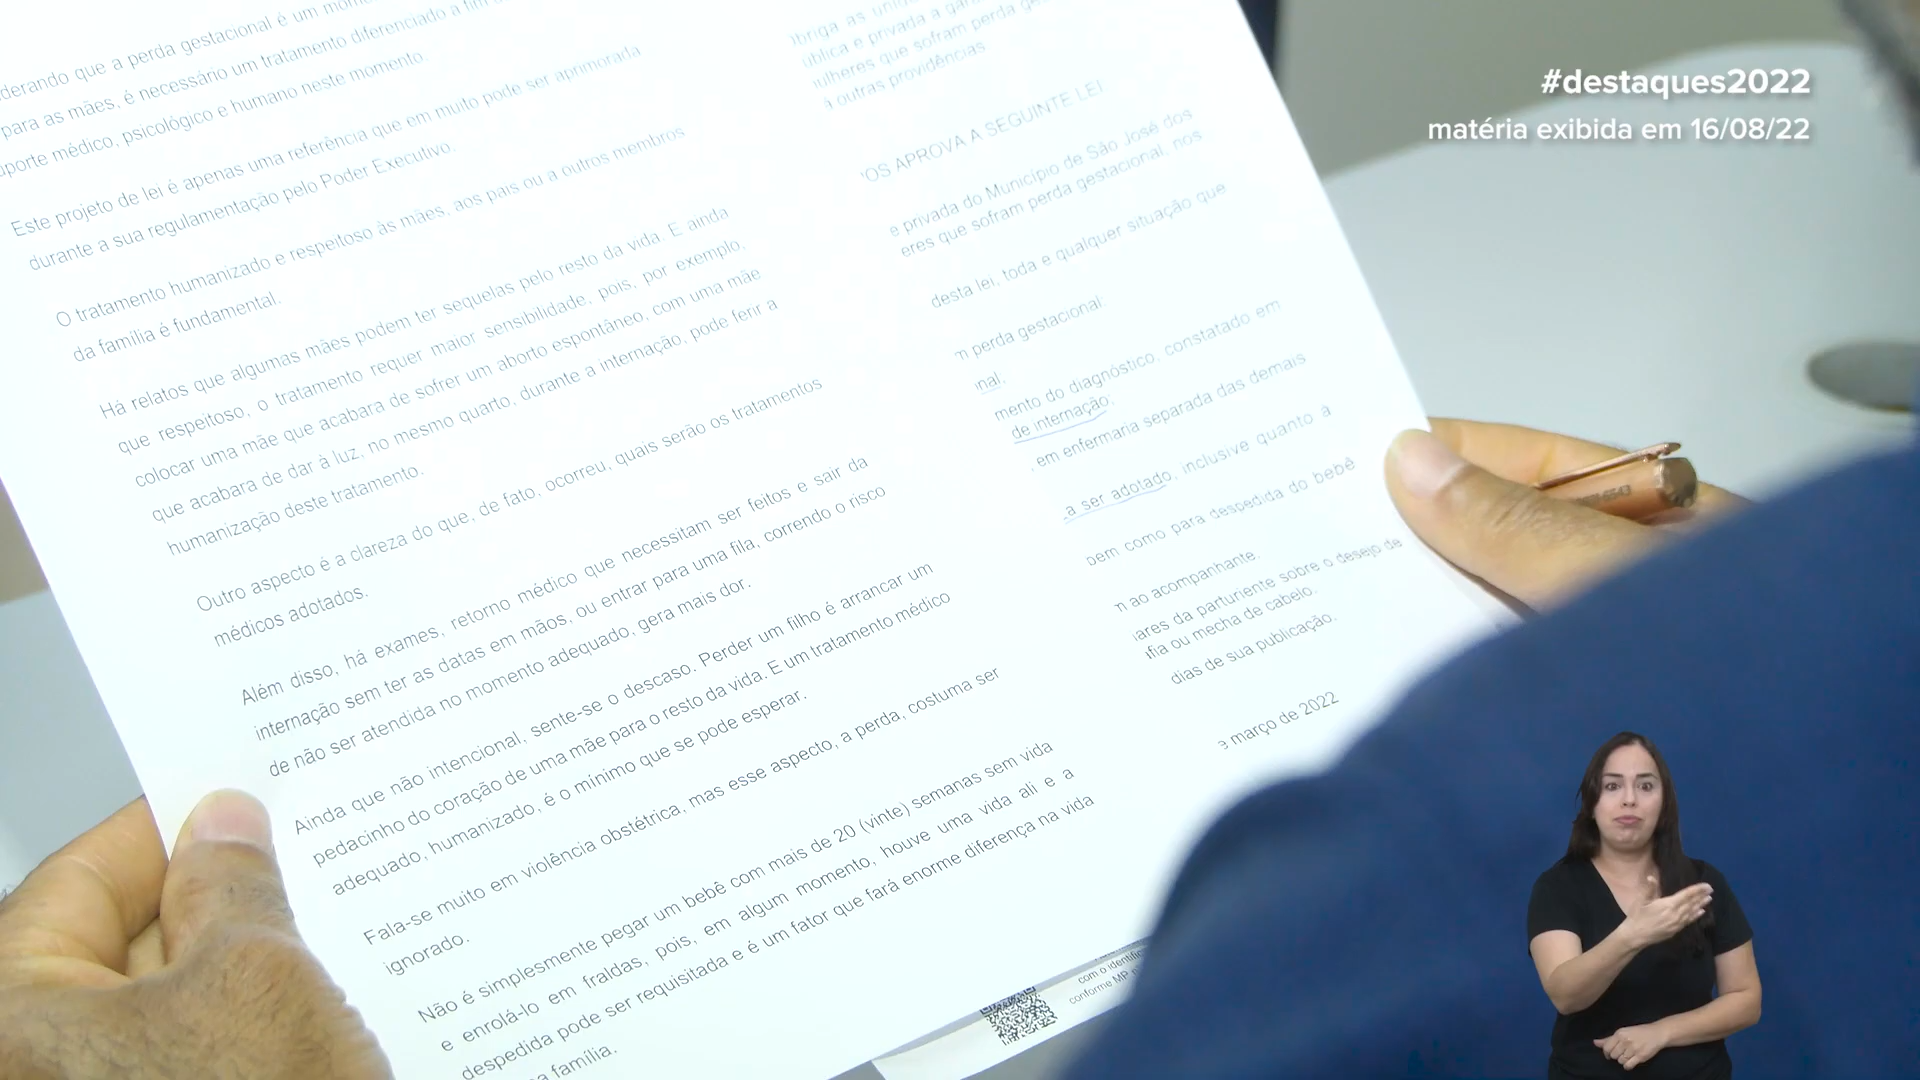 #destaques2022
matéria exibida em 16/08/22
que a perda gestacional é um
para as mães, é necessário um tratamento diferenciado a fim
médico, psicológico e humano neste momento.
Este projeto de lei é apenas uma referência que em muito pode ser aprimorada
durante a sua regulamentação pelo Poder Executivo.
O tratamento humanizado e respeitoso às mães, aos pais ou a outros membros
da família é fundamental.
Há relatos que algumas mães podem ter sequelas pelo resto da vida. E ainda
que respeitoso, o tratamento requer maior sensibilidade, pois, por exemplo,
colocar uma mãe que acabara de sofrer um aborto espontâneo, com uma mãe
que acabara de dar à luz, no mesmo quarto, durante a internação, pode ferir a
humanização deste tratamento.
Outro aspecto é a clareza do que, de fato, ocorreu, quais serão os tratamentos
médicos adotados.
Além disso, há exames, retorno médico que necessitam ser feitos e sair da
internação sem ter as datas em mãos, ou entrar para uma fila, correndo o risco
de não ser atendida no momento adequado, gera mais dor.
Ainda que não intencional, sente-se o descaso. Perder um filho é arrancar um
pedacinho do coração de uma mãe para o resto da vida. E um tratamento médico
adequado, humanizado, é o mínimo que se pode esperar.
Fala-se muito em violência obstétrica, mas esse aspecto, a perda, costuma ser
ignorado.
Não é simplesmente pegar um bebê com mais de 20 (vinte) semanas sem vida
e enrolá-lo em fraldas, pois, em algum momento, houve uma vida ali e a
despedida pode ser requisitada e é um fator que fará enorme diferença na vida
família.
e privada a
que sofram perda
outras providências
APROVA A SEGUINTE LEI
e privada do Município de São José dos
que sofram perda gestacional, nos
desta lei, toda e qualquer situação que
perda gestacional:
do diagnóstico, constatado em
de internação;
em enfermaria separada das demais
a ser adotado, inclusive quanto à
bem como para despedida do bebê
ao acompanhante.
da parturiente sobre o desejo de
ou mecha de cabelo.
dias de sua publicação.
março de 2022
com o
conforme MP